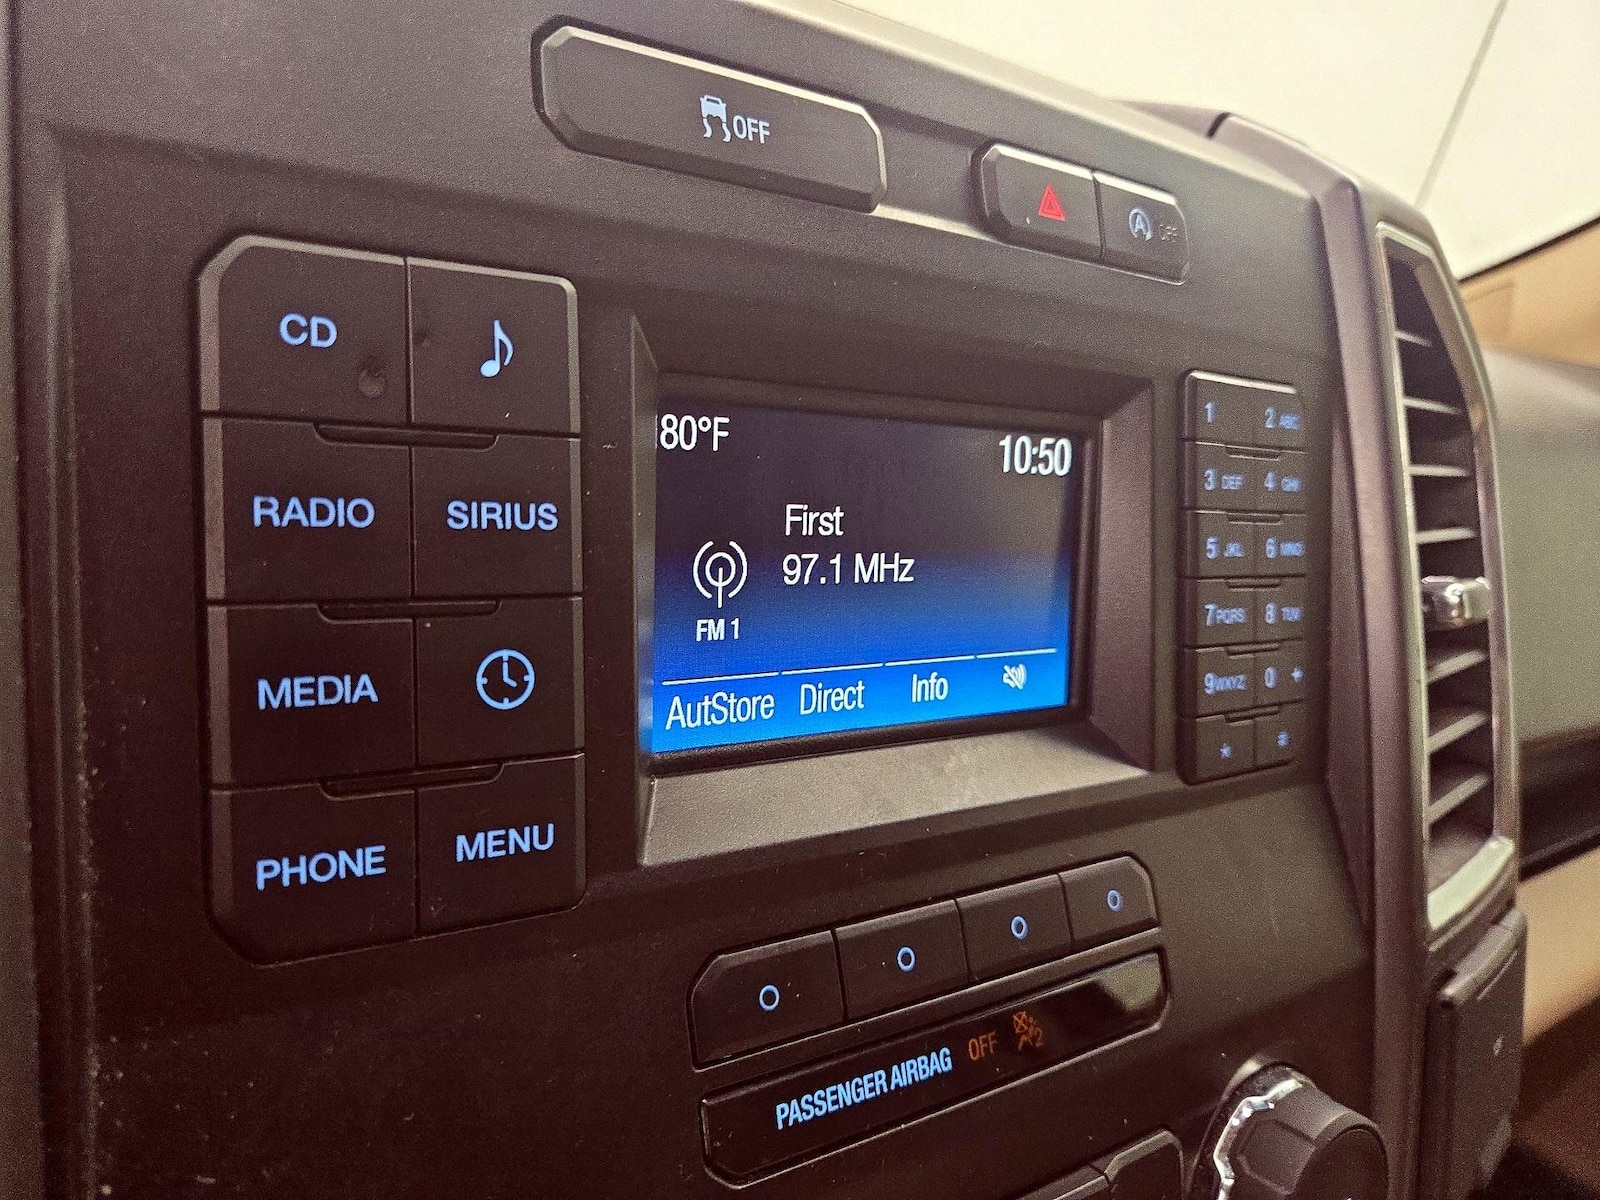 OFF
A OFF
CD
RADIO SIRIUS
MEDIA
PHONE MENU
80°F 10:50
First
97.1 MHz
FM 1
AutStore Direct Info
1 2 ABC
3 DEF 4 GHI
5 JKL 6 MNO
7 PQRS 8 TUV
9 WXYZ 0 +
* #
PASSENGER AIRBAG OFF 2